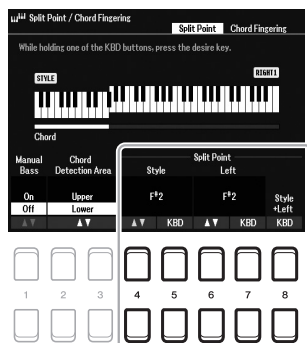 Split Point / Chord Fingering
Split Point Chord Fingering
While holding one of the KBD buttons, press the desire key.
STYLE RIGHT1
Chord
Split Point
Manual Bass
Chord Detection Area
Style
Left
On Upper F#2 F#2 Style +Left
Off Lower
▲▼ ▲▼ ▲▼ KBD ▲▼ KBD KBD
1 2 3 4 5 6 7 8